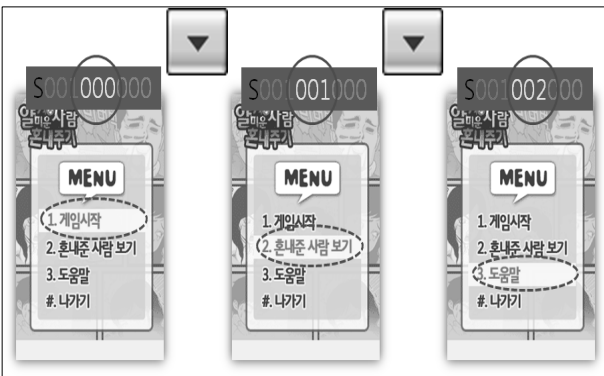 S001000000
알미운사람
혼내주기
MENU
1. 게임시작
2. 혼내준 사람 보기
3. 도움말
#. 나가기
S001001000
알미운사람
혼내주기
MENU
1. 게임시작
2. 혼내준 사람 보기
3. 도움말
#. 나가기
S001002000
알미운사람
혼내주기
MENU
1. 게임시작
2. 혼내준 사람 보기
3. 도움말
#. 나가기